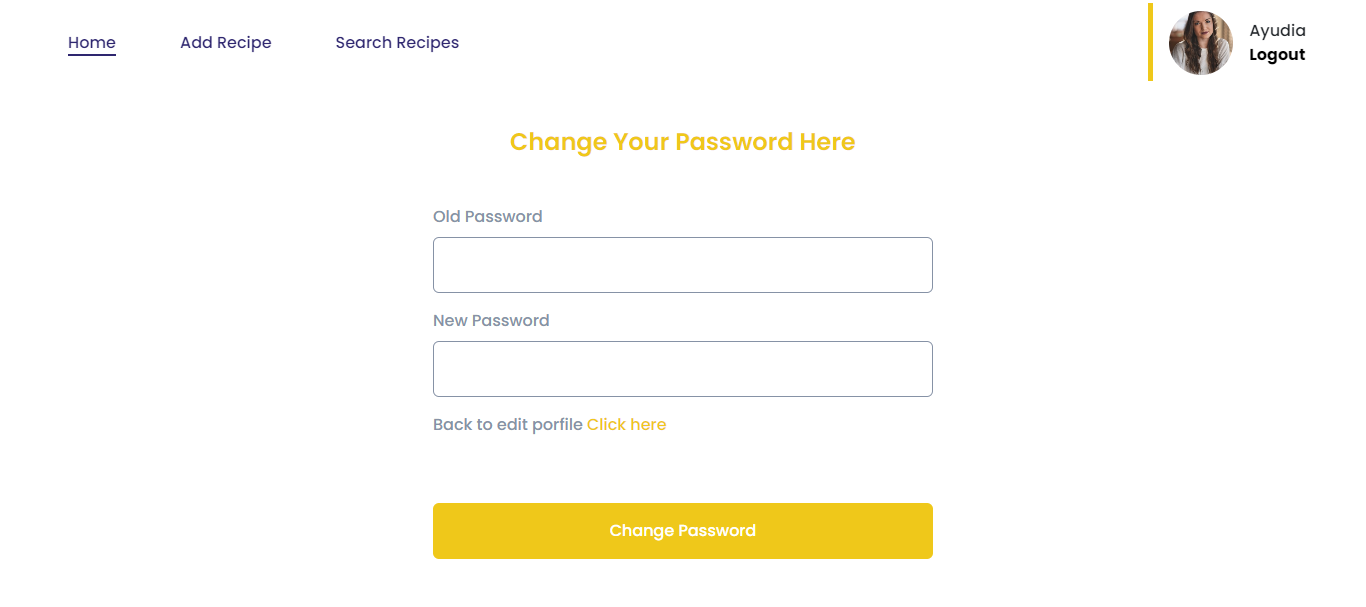 Home Add Recipe Search Recipes
Ayudia
Logout
Change Your Password Here
Old Password
New Password
Back to edit porfile Click here
Change Password